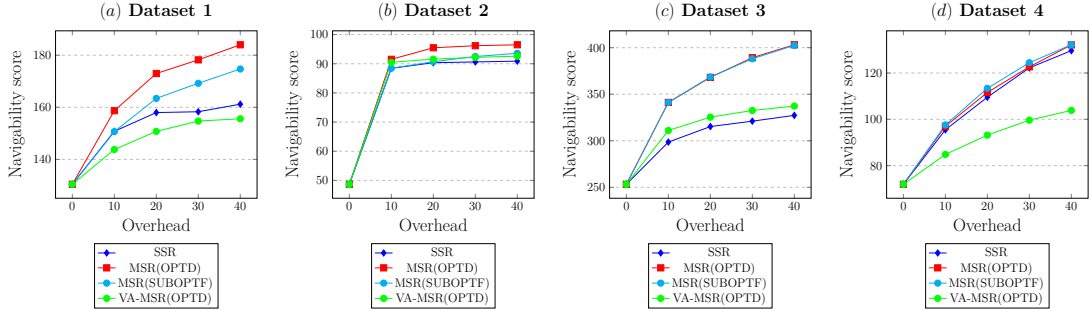 (a) Dataset 1
Navigability score
180
160
140
0 10 20 30 40
Overhead
SSR
MSR(OPTD)
MSR(SUBOPTF)
VA-MSR(OPTD)
(b) Dataset 2
Navigability score
100
90
80
70
60
50
0 10 20 30 40
Overhead
SSR
MSR(OPTD)
MSR(SUBOPTF)
VA-MSR(OPTD)
(c) Dataset 3
Navigability score
400
350
300
250
0 10 20 30 40
Overhead
SSR
MSR(OPTD)
MSR(SUBOPTF)
VA-MSR(OPTD)
(d) Dataset 4
Navigability score
120
100
80
0 10 20 30 40
Overhead
SSR
MSR(OPTD)
MSR(SUBOPTF)
VA-MSR(OPTD)